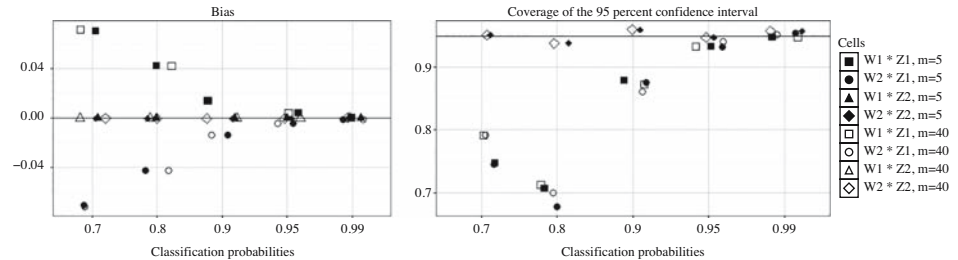 Bias
0.04
0.00
−0.04
0.7 0.8 0.9 0.95 0.99
Classification probabilities
Coverage of the 95 percent confidence interval
0.9
0.8
0.7
0.7 0.8 0.9 0.95 0.99
Classification probabilities
Cells
W1 * Z1, m=5
W2 * Z1, m=5
W1 * Z2, m=5
W2 * Z2, m=5
W1 * Z1, m=40
W2 * Z1, m=40
W1 * Z2, m=40
W2 * Z2, m=40